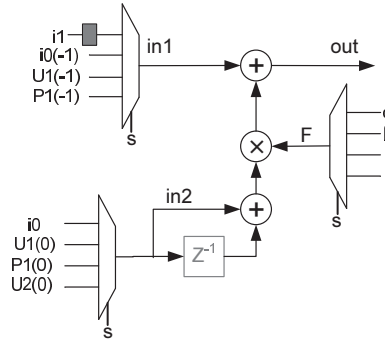 i1
i0(-1)
U1(-1)
P1(-1)
s
in1
out
F
s
in2
i0
U1(0)
P1(0)
U2(0)
s
Z-1